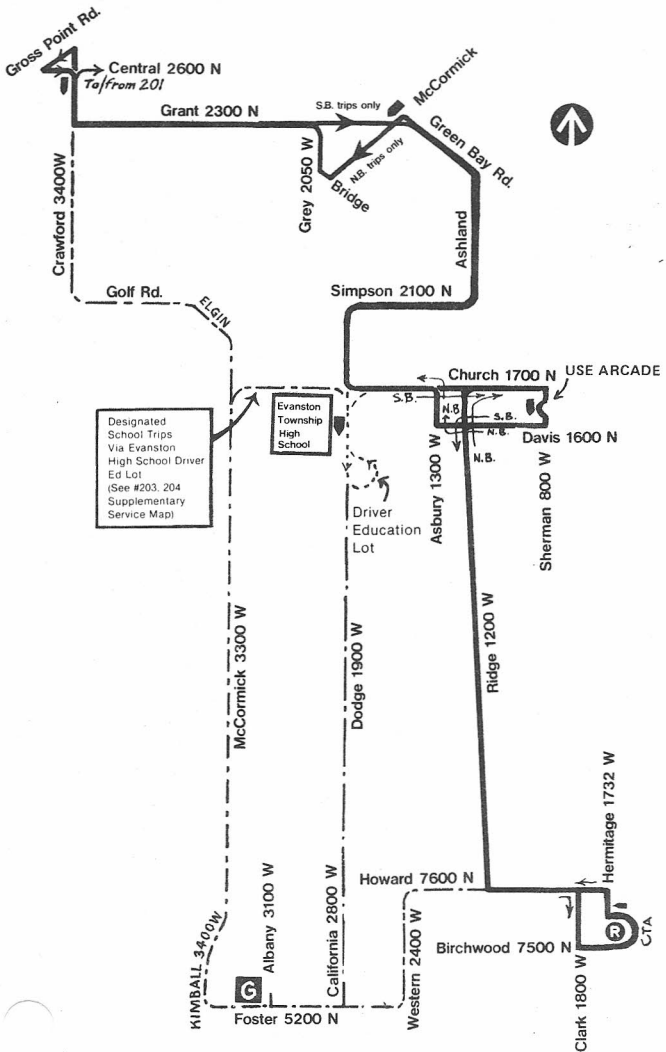 Gross Point Rd.
Central 2600 N
To/from 201
McCormick
Grant 2300 N
S.B. trips only
Green Bay Rd.
N.B. trips only
Grey 2050 W
Bridge
Crawford 3400W
Ashland
Golf Rd.
ELGIN
Simpson 2100 N
Church 1700 N
USE ARCADE
S.B.
N.B.
S.B.
N.B.
Davis 1600 N
N.B.
Evanston
Township
High
School
Designated
School Trips
Via Evanston
High School Driver
Ed Lot
(See #203. 204
Supplementary
Service Map)
Asbury 1300 W
Sherman 800 W
Driver
Education
Lot
McCormick 3300 W
Dodge 1900 W
Ridge 1200 W
Hermitage 1732 W
Howard 7600 N
Albany 3100 W
California 2800 W
Western 2400 W
Birchwood 7500 N
R
CTA
KIMBALL 3400W
G
Foster 5200 N
Clark 1800 W